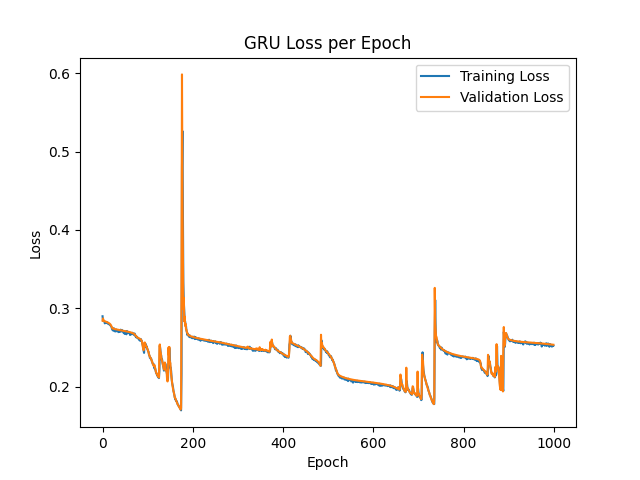 GRU Loss per Epoch
Training Loss
Validation Loss
0.6
0.5
0.4
0.3
0.2
Loss
0 200 400 600 800 1000
Epoch